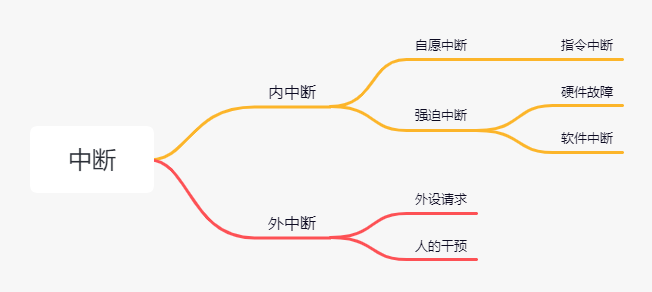 中断
内中断
自愿中断
指令中断
强迫中断
硬件故障
软件中断
外中断
外设请求
人的干预